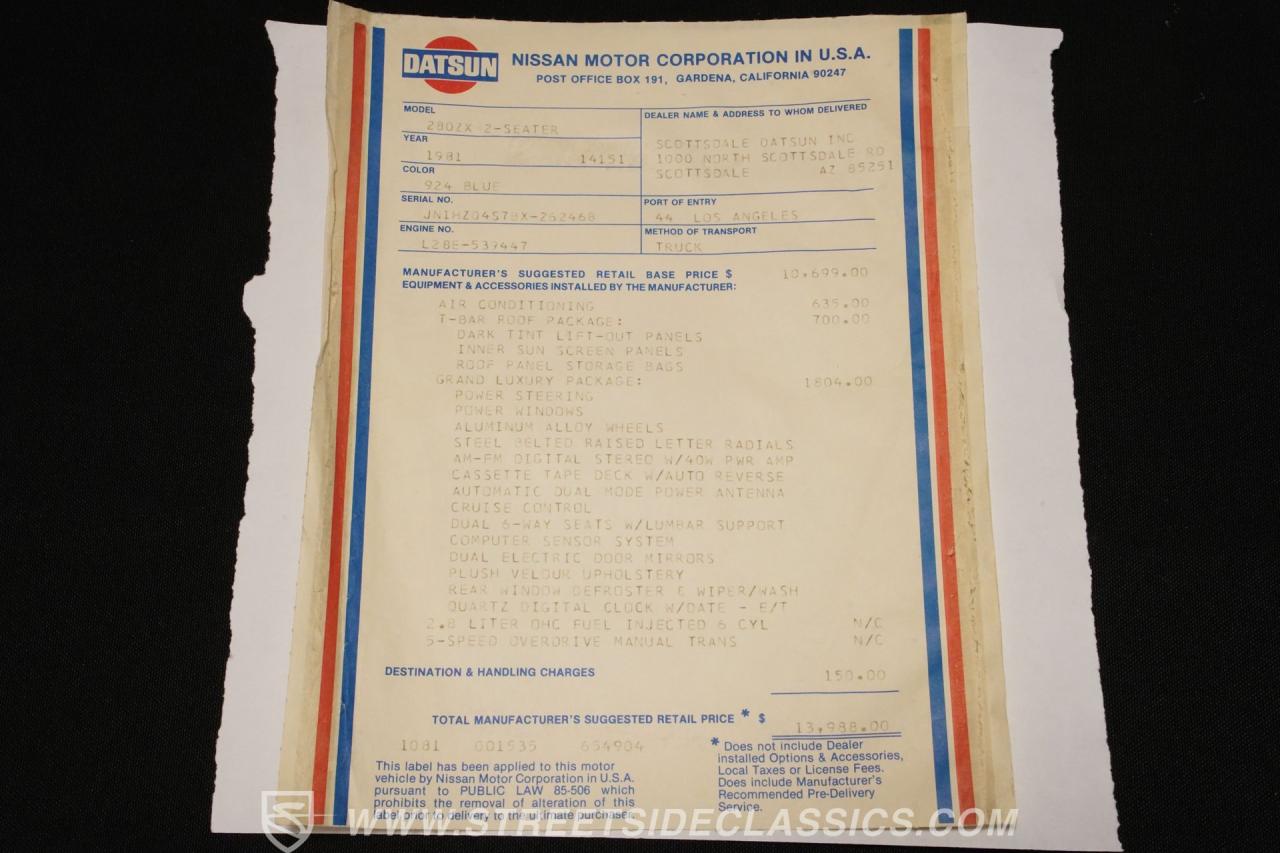 DATSUN
NISSAN MOTOR CORPORATION IN U.S.A.
POST OFFICE BOX 191, GARDENA, CALIFORNIA 90247
MODEL
280ZX 2-SEATER
YEAR
1981 14151
COLOR
924 BLUE
SERIAL NO.
JN1HZ04S7BX-262468
ENGINE NO.
L28E-539447
DEALER NAME & ADDRESS TO WHOM DELIVERED
SCOTTSDALE DATSUN INC
1000 NORTH SCOTTSDALE RD
SCOTTSDALE AZ 85251
PORT OF ENTRY
44 LOS ANGELES
METHOD OF TRANSPORT
TRUCK
MANUFACTURER'S SUGGESTED RETAIL BASE PRICE $ 10,699.00
EQUIPMENT & ACCESSORIES INSTALLED BY THE MANUFACTURER:
AIR CONDITIONING 635.00
T-BAR ROOF PACKAGE: 700.00
DARK TINT LIFT-OUT PANELS
INNER SUN SCREEN PANELS
ROOF PANEL STORAGE BAGS
GRAND LUXURY PACKAGE: 1804.00
POWER STEERING
POWER WINDOWS
ALUMINUM ALLOY WHEELS
STEEL BELTED RAISED LETTER RADIALS
AM-FM DIGITAL STEREO W/40W PWR AMP
CASSETTE TAPE DECK W/AUTO REVERSE
AUTOMATIC DUAL MODE POWER ANTENNA
CRUISE CONTROL
DUAL 6-WAY SEATS W/LUMBAR SUPPORT
COMPUTER SENSOR SYSTEM
DUAL ELECTRIC DOOR MIRRORS
PLUSH VELOUR UPHOLSTERY
REAR WINDOW DEFROSTER & WIPER/WASH
QUARTZ DIGITAL CLOCK W/DATE - E/T
2.8 LITER OHC FUEL INJECTED 6 CYL N/C
5-SPEED OVERDRIVE MANUAL TRANS N/C
DESTINATION & HANDLING CHARGES 150.00
TOTAL MANUFACTURER'S SUGGESTED RETAIL PRICE * $ 13,988.00
1081 001535 654904
This label has been applied to this motor
vehicle by Nissan Motor Corporation in U.S.A.
pursuant to PUBLIC LAW 85-506 which
prohibits the removal of alteration of this
label prior to delivery to the ultimate purchaser.
* Does not include Dealer
installed Options & Accessories,
Local Taxes or License Fees.
Does include Manufacturer's
Recommended Pre-Delivery
Service.
WWW.STREETSIDECLASSICS.COM